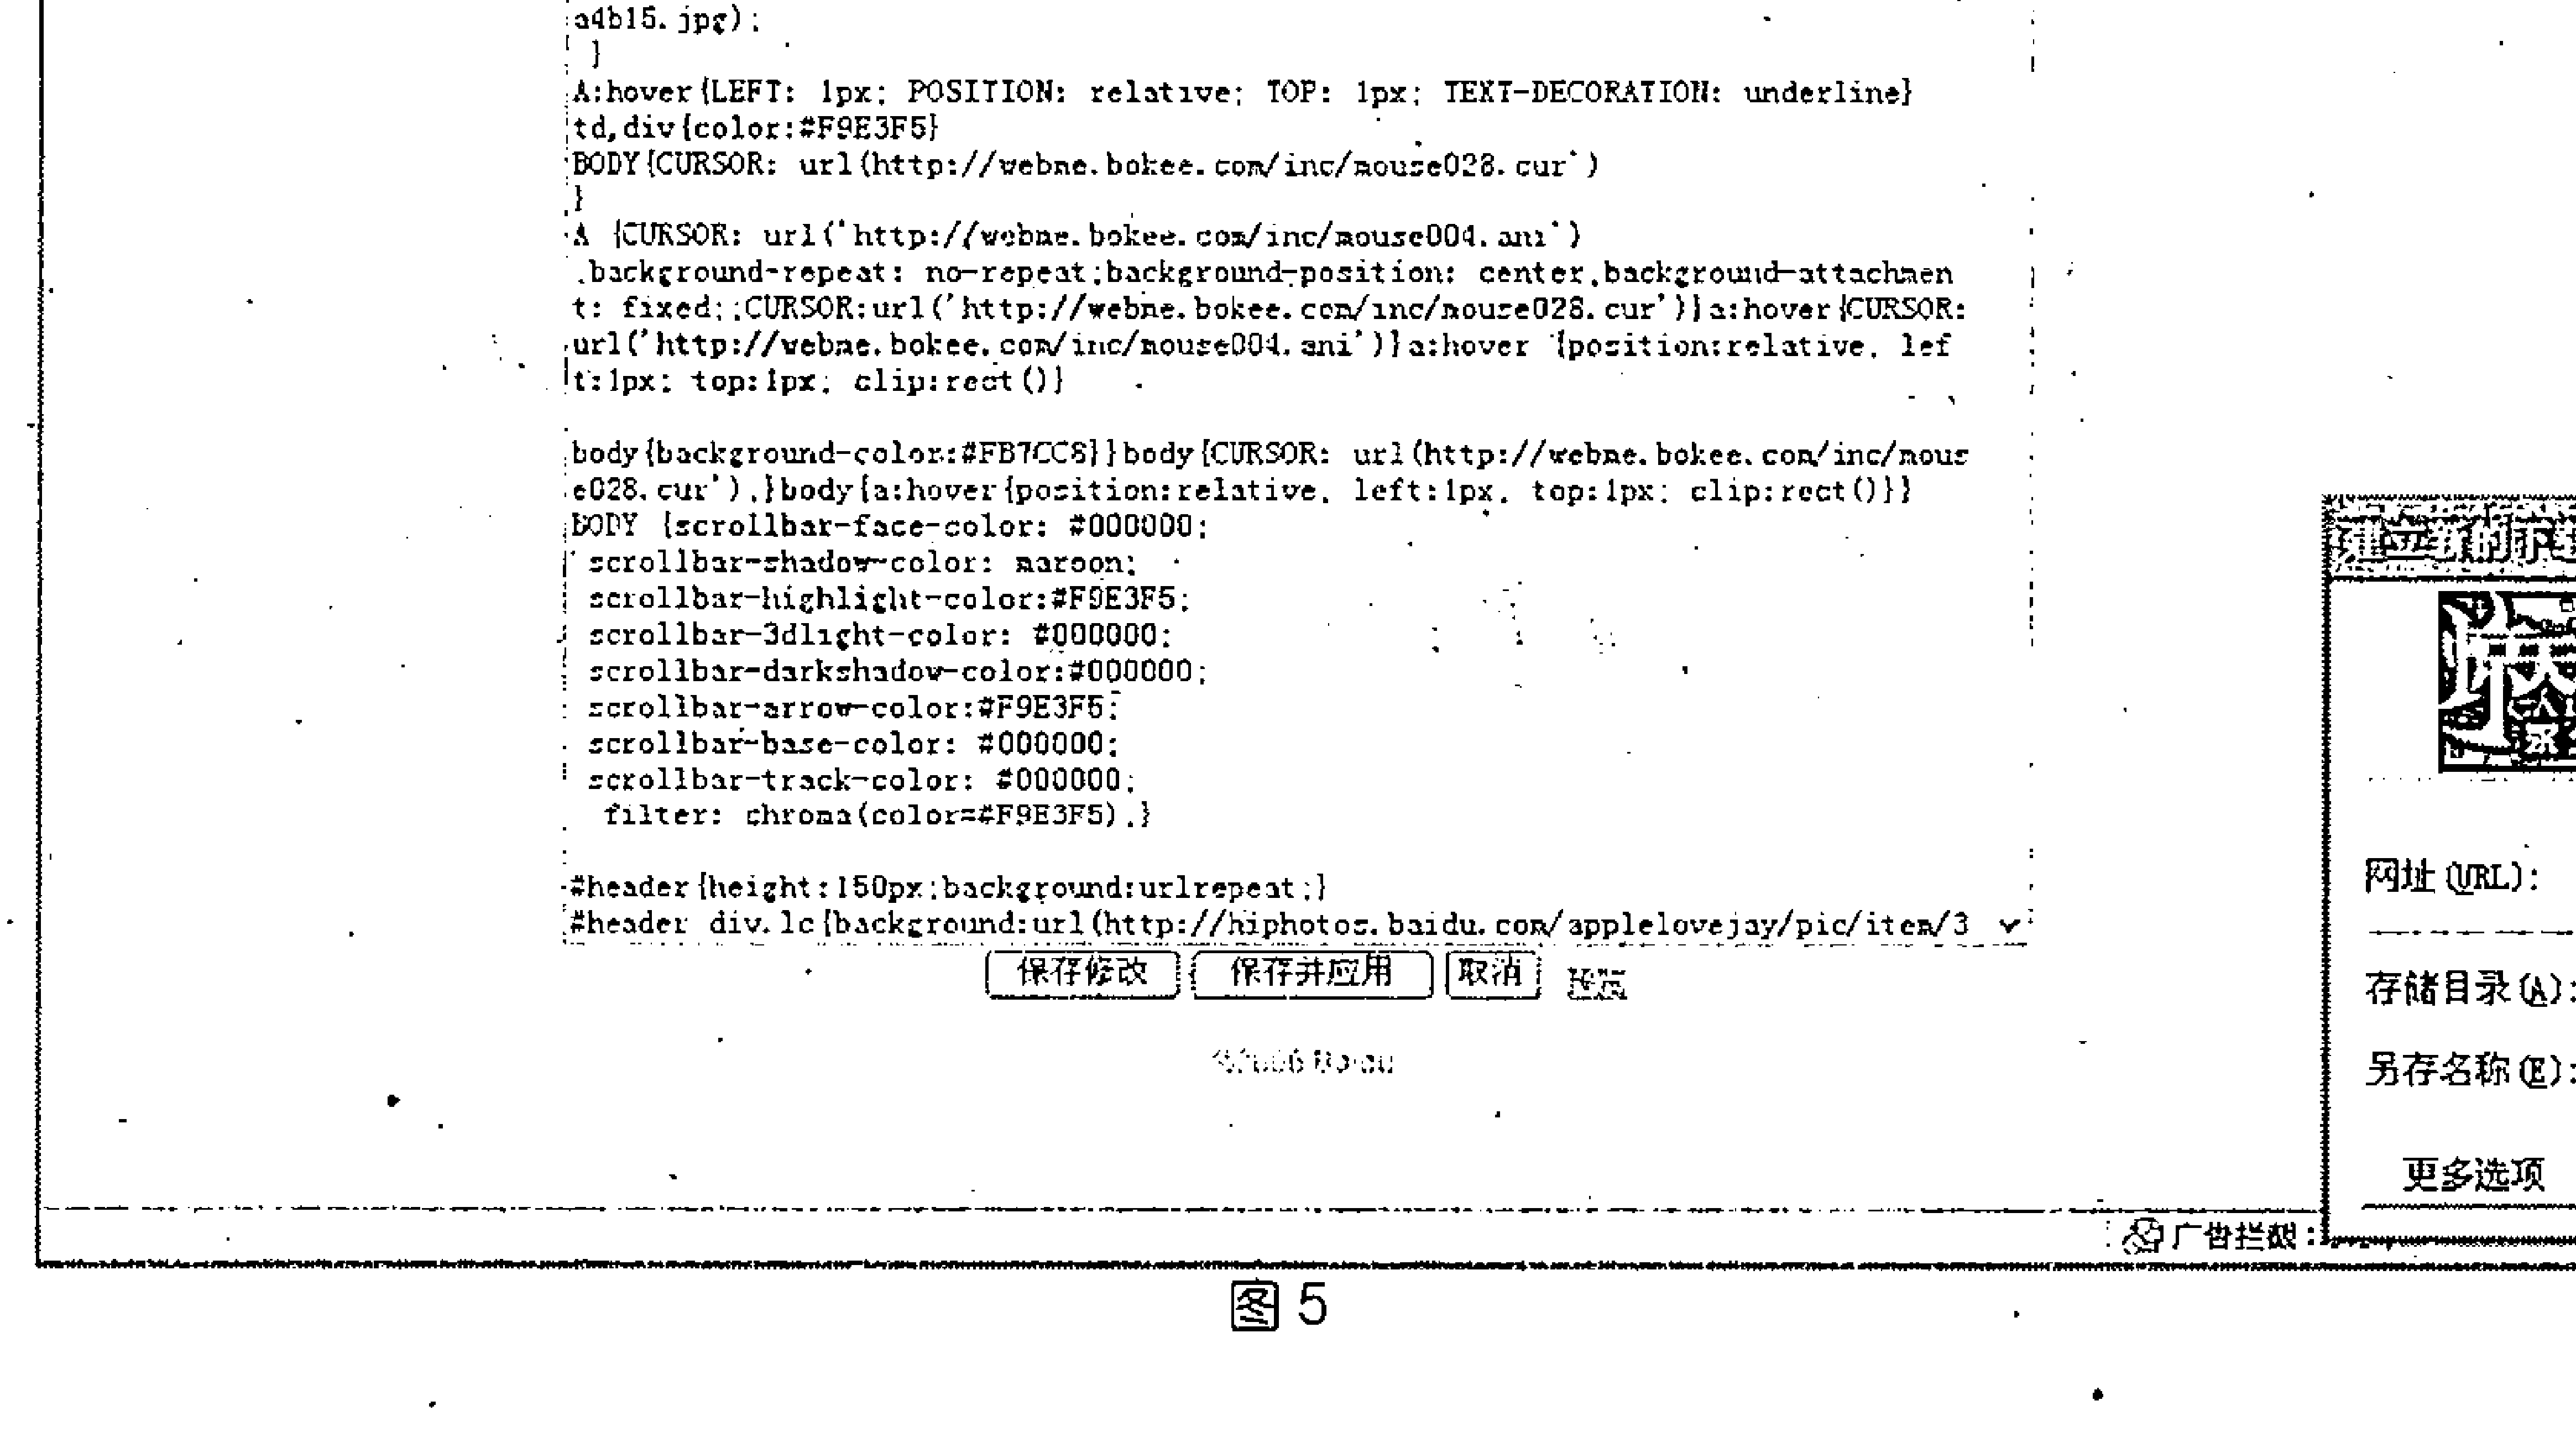 a4b15.jpg);
}
A:hover{LEFT: 1px; POSITION: relative; TOP: 1px; TEXT-DECORATION: underline}
td,div{color:#F9E3F5}
BODY{CURSOR: url(http://webme.bokee.com/inc/mouse028.cur')
}
A {CURSOR: url('http://webme.bokee.com/inc/mouse004.ani')
;background-repeat: no-repeat;background-position: center;background-attachmen
t: fixed;;CURSOR:url('http://webme.bokee.com/inc/mouse028.cur')}a:hover{CURSOR:
url('http://webme.bokee.com/inc/mouse004.ani')}a:hover {position:relative; lef
t:1px; top:1px; clip:rect()}
body{background-color:#FB7CC8}}body{CURSOR: url(http://webme.bokee.com/inc/mous
e028.cur');}body{a:hover{position:relative; left:1px; top:1px; clip:rect()}}
BODY {scrollbar-face-color: #000000;
scrollbar-shadow-color: maroon;
scrollbar-highlight-color:#F9E3F5;
scrollbar-3dlight-color: #000000;
scrollbar-darkshadow-color:#000000;
scrollbar-arrow-color:#F9E3F5;
scrollbar-base-color: #000000;
scrollbar-track-color: #000000;
filter: chroma(color=#F9E3F5);}
#header{height:150px;background:urlrepeat;}
#header div.lc{background:url(http://hiphotos.baidu.com/applelovejay/pic/item/3
保存修改 保存并应用 取消
©2006 Baidu
建立新的下载
网址(URL):
存储目录(A):
另存名称(E):
更多选项
广告拦截:
图 5